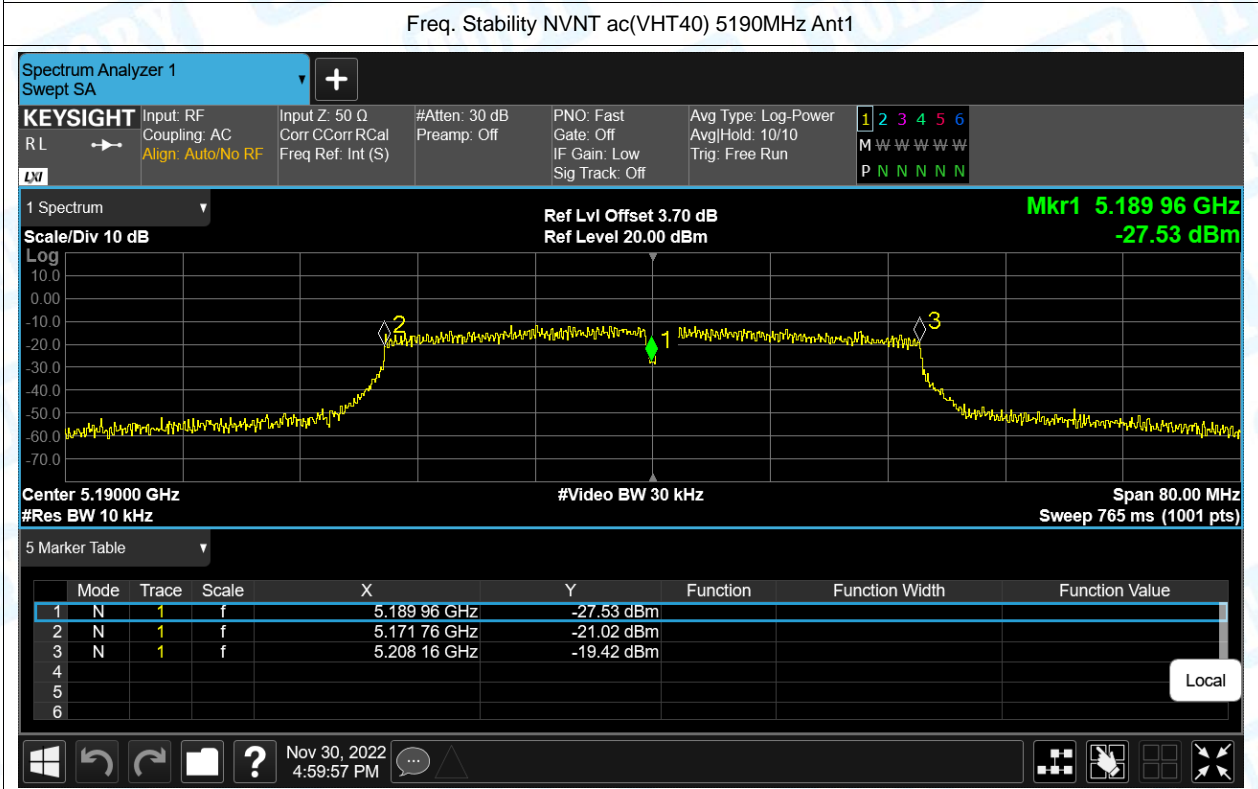 Freq. Stability NVNT ac(VHT40) 5190MHz Ant1
Spectrum Analyzer 1
Swept SA
+
KEYSIGHT
R L
LXI
Input: RF
Coupling: AC
Align: Auto/No RF
Input Z: 50 Ω
Corr CCorr RCal
Freq Ref: Int (S)
#Atten: 30 dB
Preamp: Off
PNO: Fast
Gate: Off
IF Gain: Low
Sig Track: Off
Avg Type: Log-Power
Avg|Hold: 10/10
Trig: Free Run
1 2 3 4 5 6
M W W W W W
P N N N N N
1 Spectrum
Scale/Div 10 dB
Ref Lvl Offset 3.70 dB
Ref Level 20.00 dBm
Mkr1 5.189 96 GHz
-27.53 dBm
Log
10.0
0.00
-10.0
-20.0
-30.0
-40.0
-50.0
-60.0
-70.0
2
1
3
Center 5.19000 GHz
#Video BW 30 kHz
Span 80.00 MHz
#Res BW 10 kHz
Sweep 765 ms (1001 pts)
5 Marker Table
Mode Trace Scale X Y Function Function Width Function Value
1 N 1 f 5.189 96 GHz -27.53 dBm
2 N 1 f 5.171 76 GHz -21.02 dBm
3 N 1 f 5.208 16 GHz -19.42 dBm
4
5
6
Local
?
Nov 30, 2022
4:59:57 PM